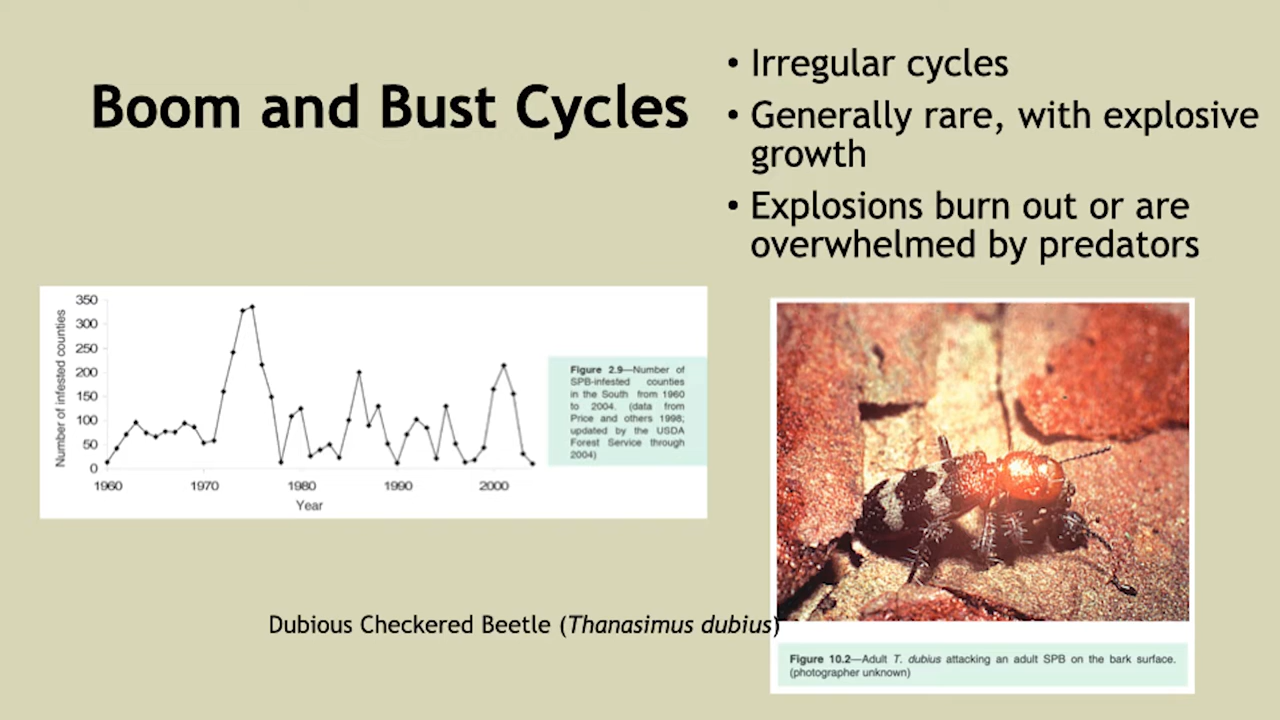 Boom and Bust Cycles
• Irregular cycles
• Generally rare, with explosive
growth
• Explosions burn out or are
overwhelmed by predators
Number of infested counties
350
300
250
200
150
100
50
0
1960
1970
1980
1990
2000
Year
Figure 2.9—Number of
SPB-infested counties
in the South from 1960
to 2004. (data from
Price and others 1998;
updated by the USDA
Forest Service through
2004)
Dubious Checkered Beetle (Thanasimus dubius)
Figure 10.2—Adult T. dubius attacking an adult SPB on the bark surface.
(photographer unknown)